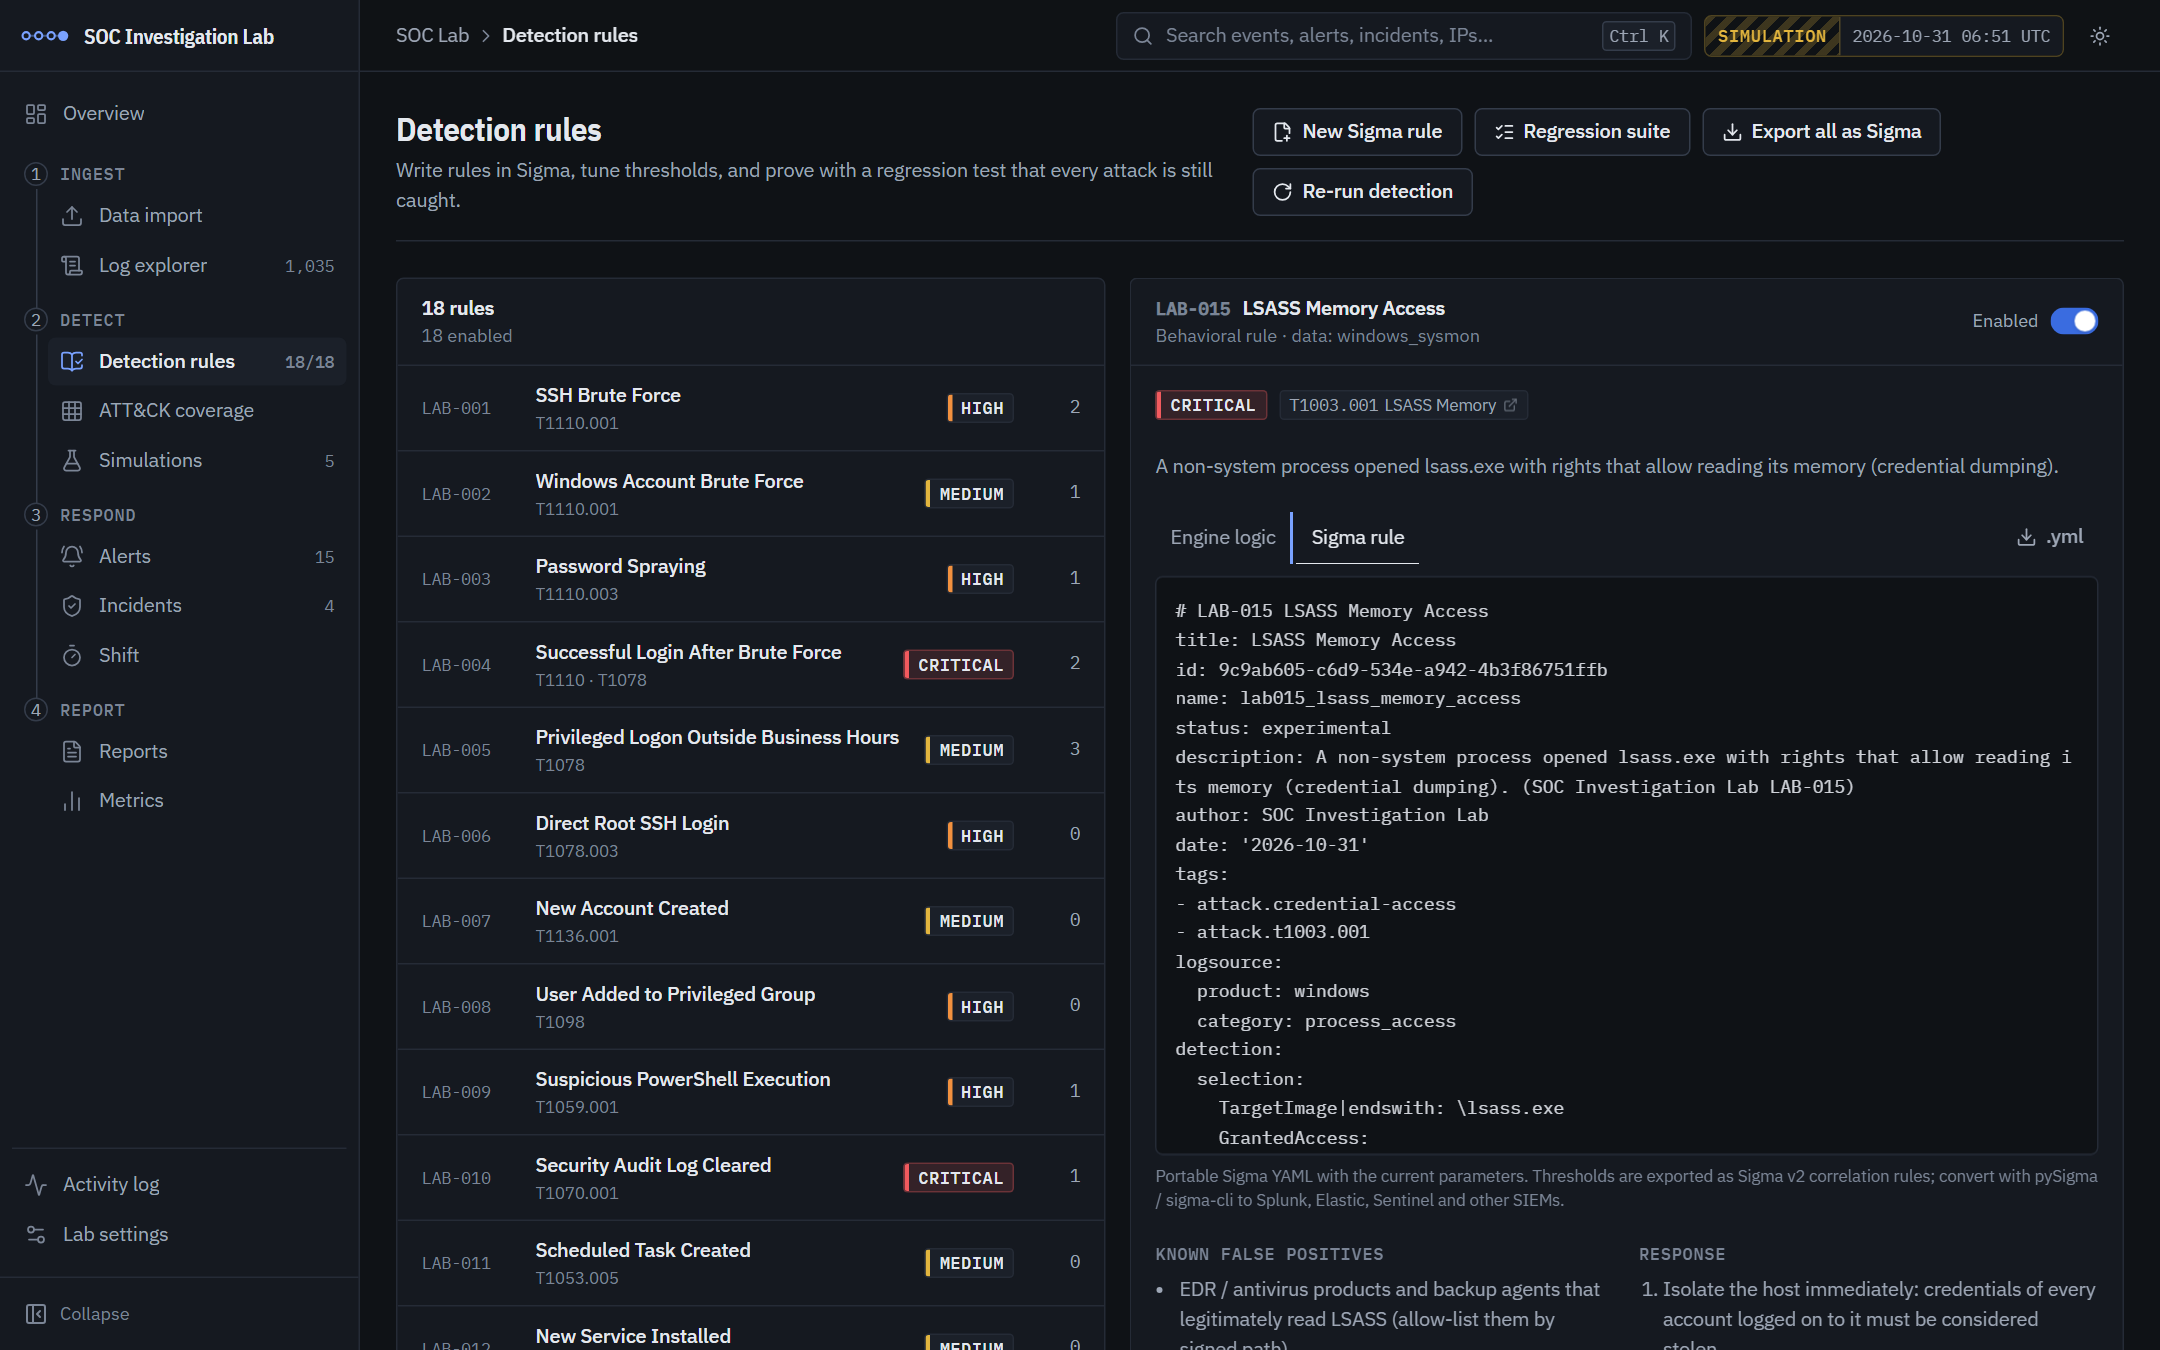 SOC Investigation Lab
SOC Lab > Detection rules
Search events, alerts, incidents, IPs...
Ctrl K
SIMULATION
2026-10-31 06:51 UTC
Overview
1 INGEST
Data import
Log explorer 1,035
2 DETECT
Detection rules 18/18
ATT&CK coverage
Simulations 5
3 RESPOND
Alerts 15
Incidents 4
Shift
4 REPORT
Reports
Metrics
Activity log
Lab settings
Collapse
Detection rules
Write rules in Sigma, tune thresholds, and prove with a regression test that every attack is still
caught.
New Sigma rule
Regression suite
Export all as Sigma
Re-run detection
18 rules
18 enabled
LAB-001 SSH Brute Force HIGH 2
T1110.001
LAB-002 Windows Account Brute Force MEDIUM 1
T1110.001
LAB-003 Password Spraying HIGH 1
T1110.003
LAB-004 Successful Login After Brute Force CRITICAL 2
T1110 · T1078
LAB-005 Privileged Logon Outside Business Hours MEDIUM 3
T1078
LAB-006 Direct Root SSH Login HIGH 0
T1078.003
LAB-007 New Account Created MEDIUM 0
T1136.001
LAB-008 User Added to Privileged Group HIGH 0
T1098
LAB-009 Suspicious PowerShell Execution HIGH 1
T1059.001
LAB-010 Security Audit Log Cleared CRITICAL 1
T1070.001
LAB-011 Scheduled Task Created MEDIUM 0
T1053.005
LAB-012 New Service Installed MEDIUM 0
LAB-015 LSASS Memory Access
Behavioral rule · data: windows_sysmon
Enabled
CRITICAL
T1003.001 LSASS Memory
A non-system process opened lsass.exe with rights that allow reading its memory (credential dumping).
Engine logic
Sigma rule
.yml
# LAB-015 LSASS Memory Access
title: LSASS Memory Access
id: 9c9ab605-c6d9-534e-a942-4b3f86751ffb
name: lab015_lsass_memory_access
status: experimental
description: A non-system process opened lsass.exe with rights that allow reading i
ts memory (credential dumping). (SOC Investigation Lab LAB-015)
author: SOC Investigation Lab
date: '2026-10-31'
tags:
- attack.credential-access
- attack.t1003.001
logsource:
  product: windows
  category: process_access
detection:
  selection:
    TargetImage|endswith: \lsass.exe
    GrantedAccess:
Portable Sigma YAML with the current parameters. Thresholds are exported as Sigma v2 correlation rules; convert with pySigma
/ sigma-cli to Splunk, Elastic, Sentinel and other SIEMs.
KNOWN FALSE POSITIVES
• EDR / antivirus products and backup agents that
legitimately read LSASS (allow-list them by
signed path)
RESPONSE
1. Isolate the host immediately: credentials of every
account logged on to it must be considered
stolen